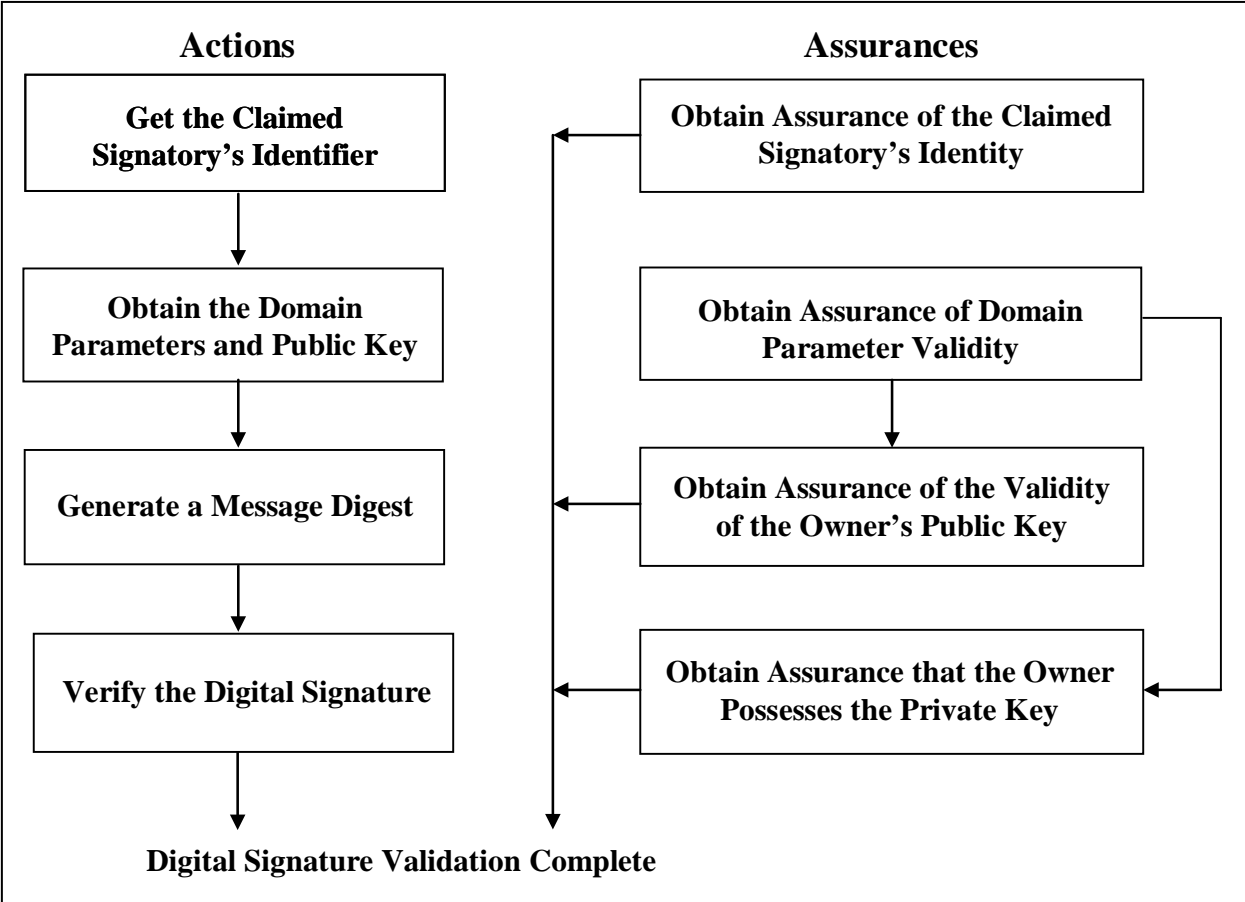 Actions
Get the Claimed
Signatory’s Identifier
Obtain the Domain
Parameters and Public Key
Generate a Message Digest
Verify the Digital Signature
Assurances
Obtain Assurance of the Claimed
Signatory’s Identity
Obtain Assurance of Domain
Parameter Validity
Obtain Assurance of the Validity
of the Owner’s Public Key
Obtain Assurance that the Owner
Possesses the Private Key
Digital Signature Validation Complete